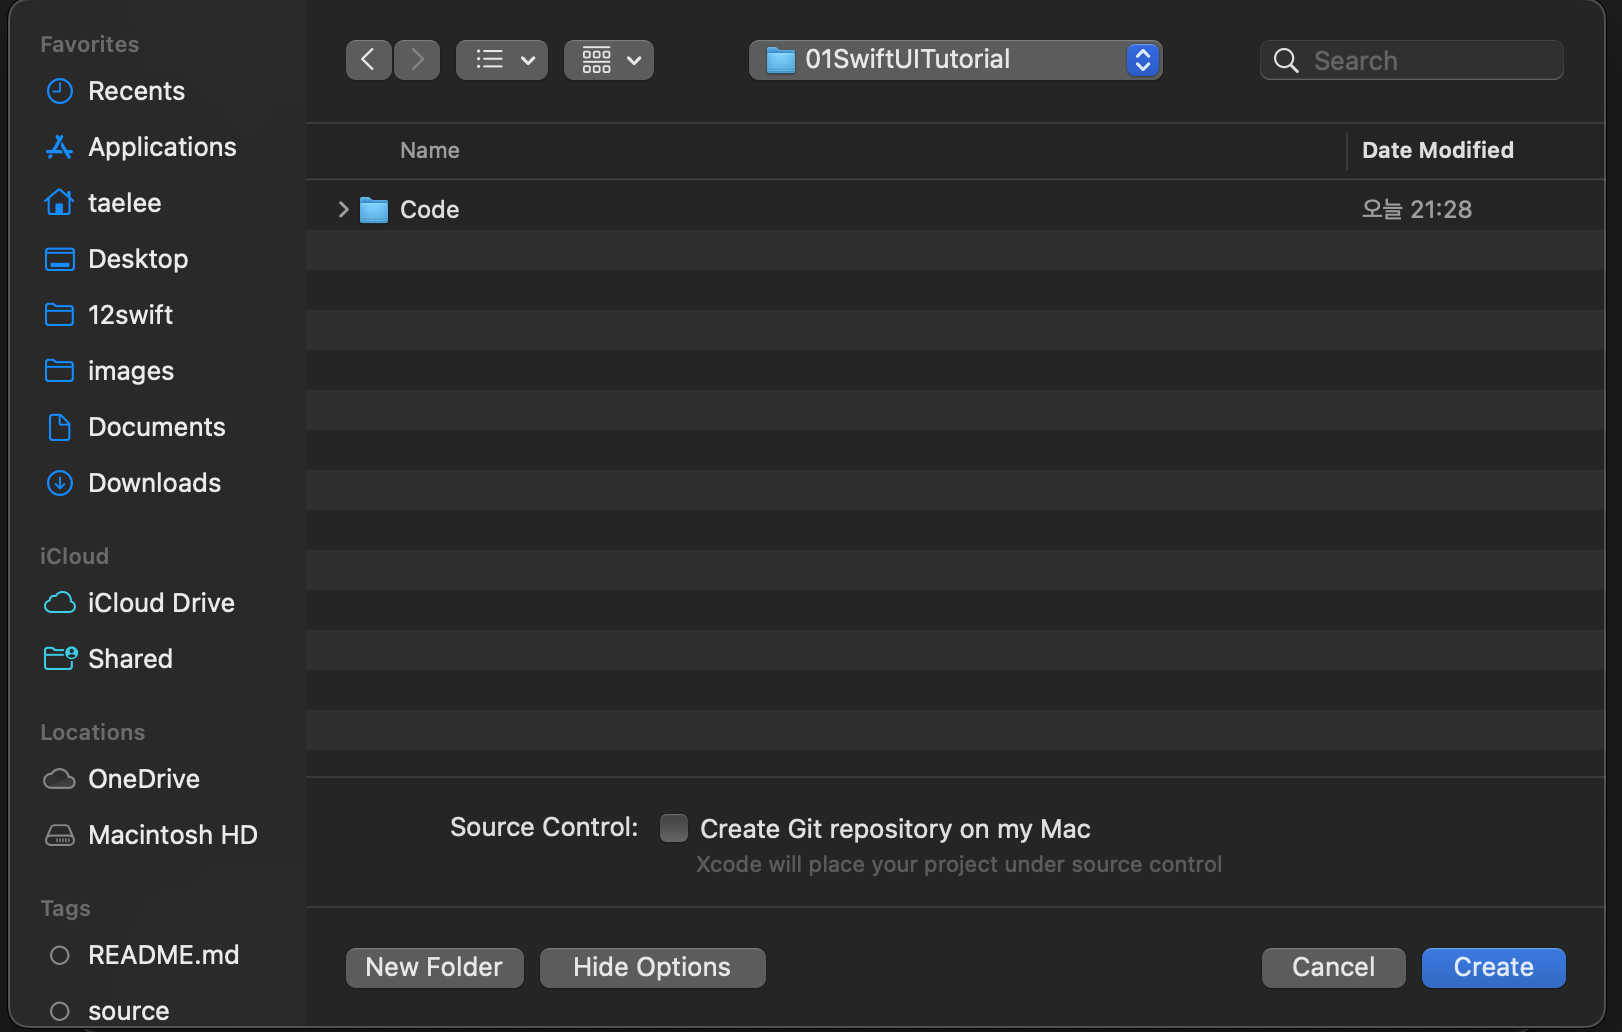 Favorites
Recents
Applications
taelee
Desktop
12swift
images
Documents
Downloads
iCloud
iCloud Drive
Shared
Locations
OneDrive
Macintosh HD
Tags
README.md
source
01SwiftUITutorial
Search
Name
Date Modified
Code
오늘 21:28
Source Control:
Create Git repository on my Mac
Xcode will place your project under source control
New Folder
Hide Options
Cancel
Create